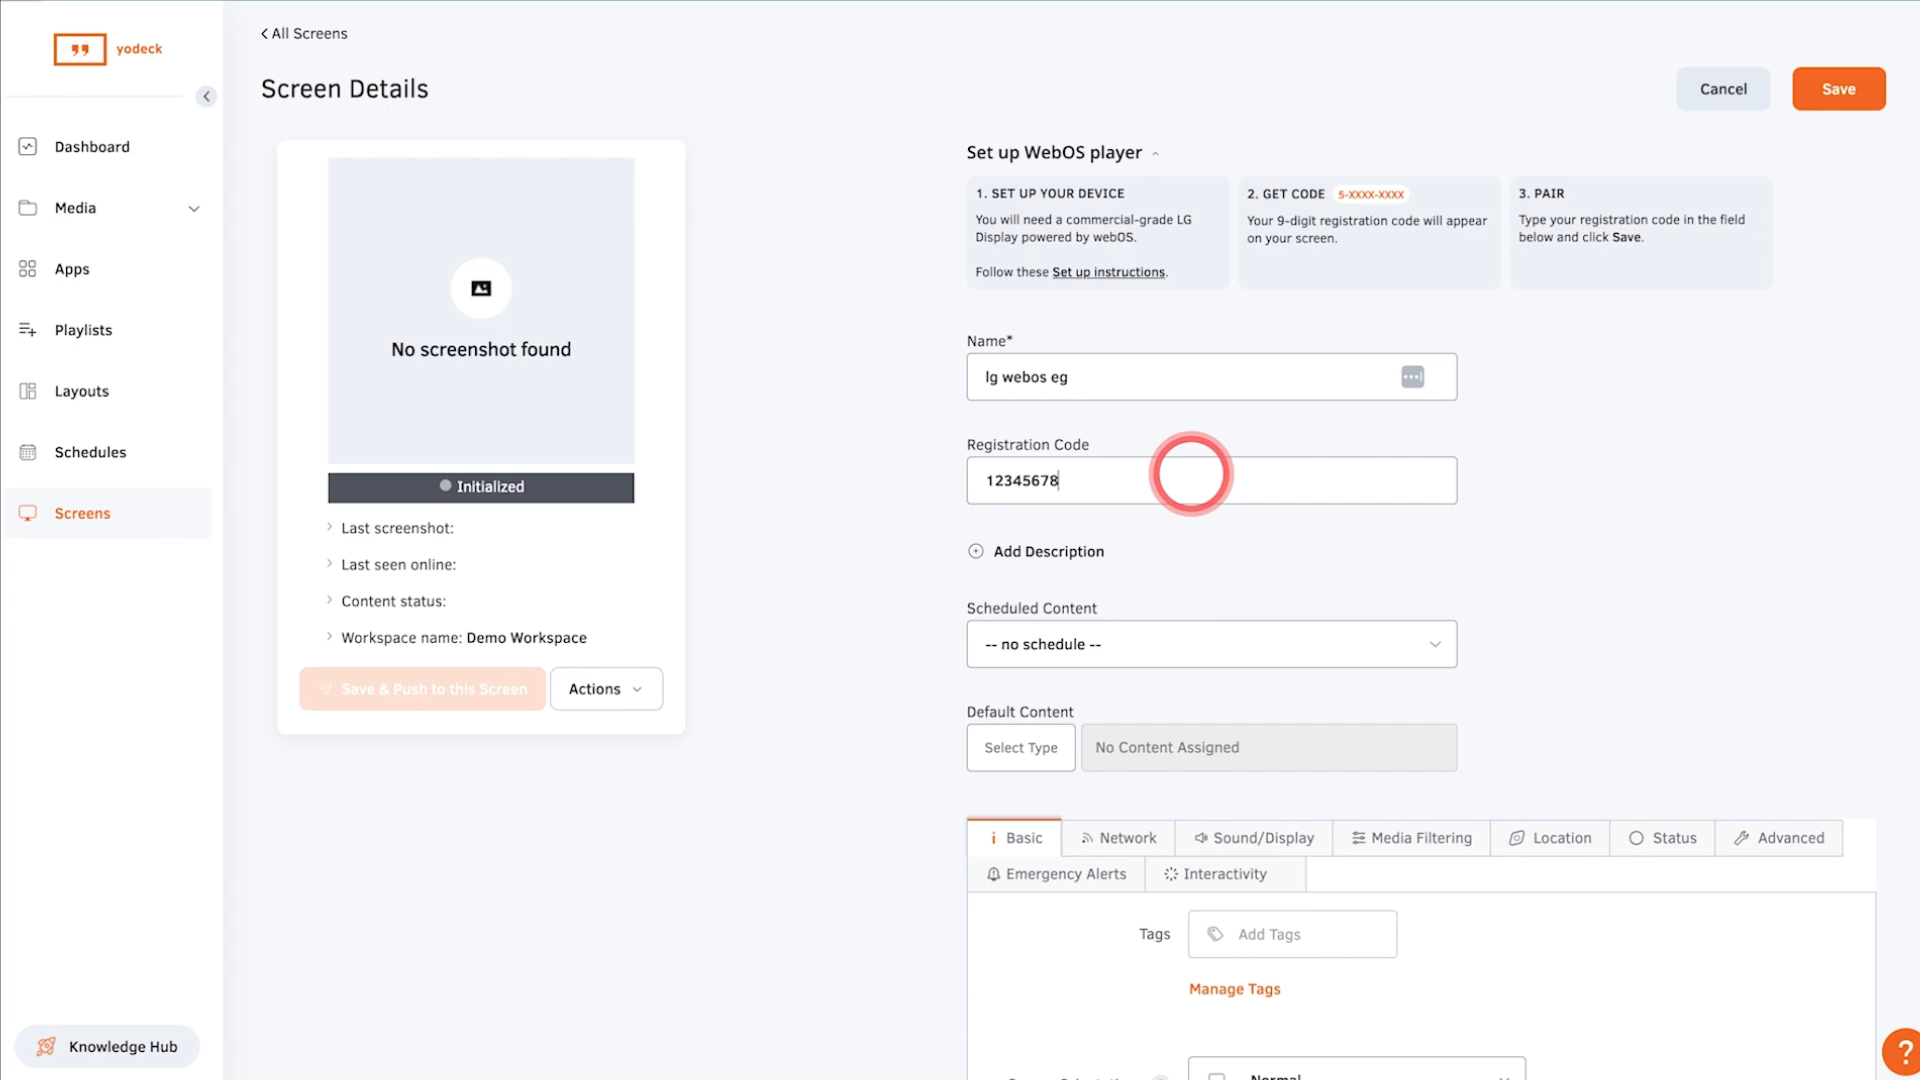 yodeck
Dashboard
Media
Apps
Playlists
Layouts
Schedules
Screens
Knowledge Hub
All Screens
Screen Details
Cancel
Save
No screenshot found
Initialized
Last screenshot:
Last seen online:
Content status:
Workspace name: Demo Workspace
Save & Push to this Screen
Actions
Set up WebOS player
1. SET UP YOUR DEVICE
You will need a commercial-grade LG
Display powered by webOS.
Follow these Set up instructions.
2. GET CODE 5-XXXX-XXXX
Your 9-digit registration code will appear
on your screen.
3. PAIR
Type your registration code in the field
below and click Save.
Name*
lg webos eg
Registration Code
12345678
Add Description
Scheduled Content
-- no schedule --
Default Content
Select Type
No Content Assigned
Basic
Network
Sound/Display
Media Filtering
Location
Status
Advanced
Emergency Alerts
Interactivity
Tags
Add Tags
Manage Tags
Normal
?